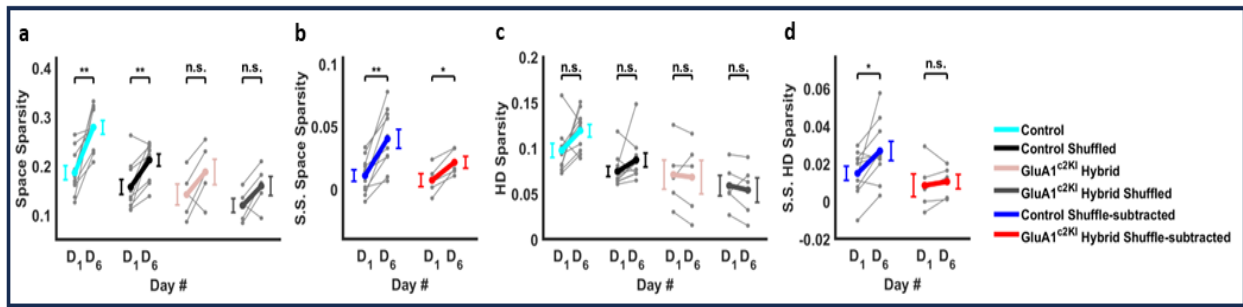 a
Space Sparsity
0.4
0.3
0.2
0.1
**
**
n.s.
n.s.
D1 D6
D1 D6
D1 D6
D1 D6
Day #
b
S.S. Space Sparsity
0.1
0.05
0
**
*
D1 D6
D1 D6
Day #
c
HD Sparsity
0.2
0.15
0.1
0.05
0
n.s.
n.s.
n.s.
n.s.
D1 D6
D1 D6
D1 D6
D1 D6
Day #
d
S.S. HD Sparsity
0.06
0.04
0.02
0
-0.02
*
n.s.
D1 D6
D1 D6
Day #
Control
Control Shuffled
GluA1c2KI Hybrid
GluA1c2KI Hybrid Shuffled
Control Shuffle-subtracted
GluA1c2KI Hybrid Shuffle-subtracted